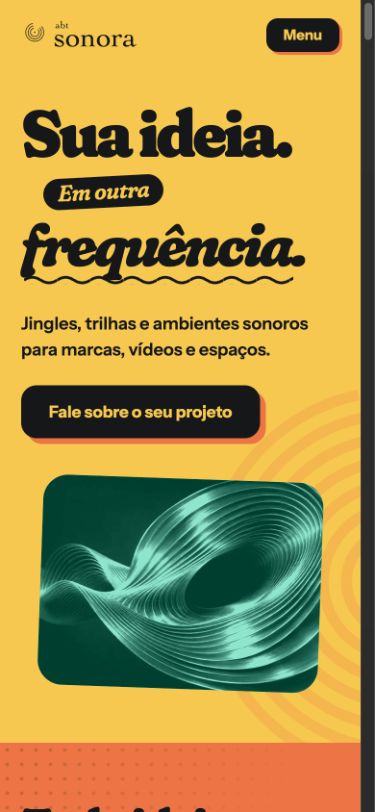 abt
sonora
Menu
Sua ideia.
Em outra
frequência.
Jingles, trilhas e ambientes sonoros
para marcas, vídeos e espaços.
Fale sobre o seu projeto